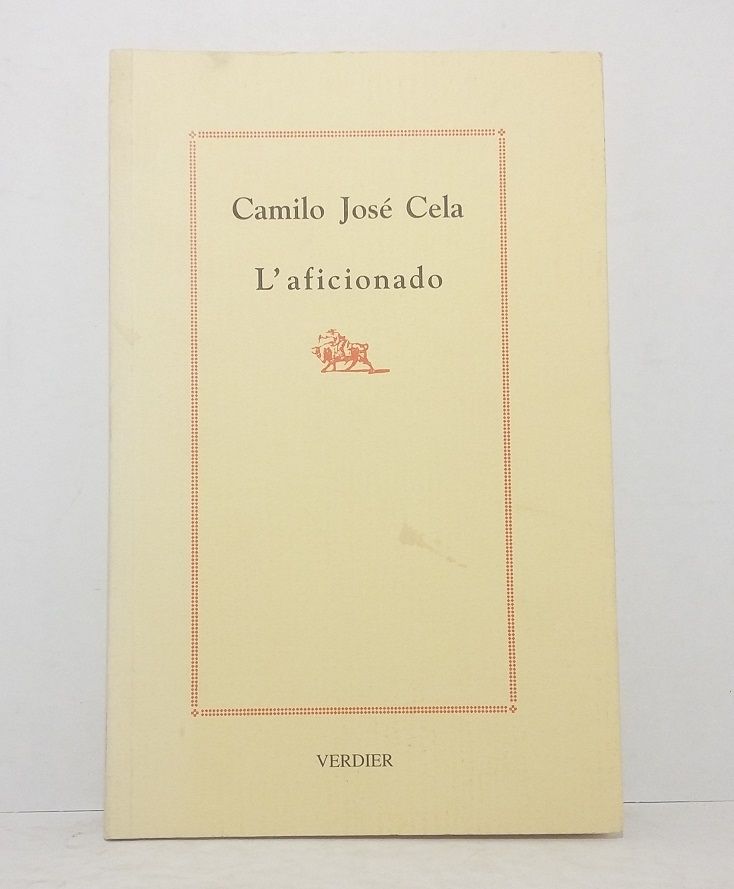 Camilo José Cela
L'aficionado
VERDIER